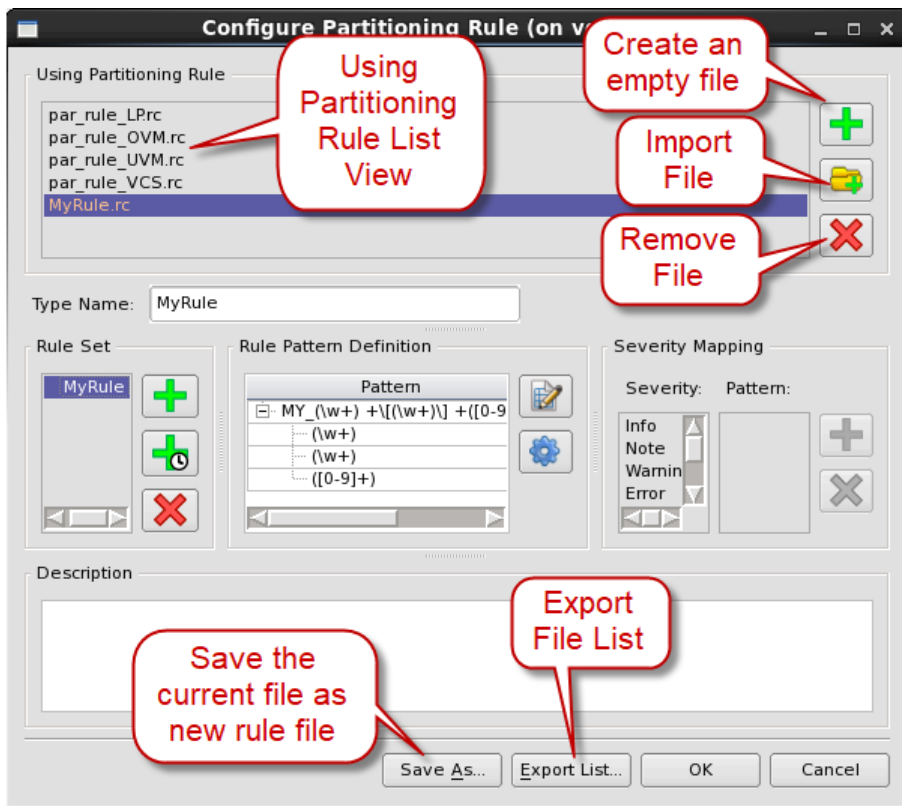 Configure Partitioning Rule (on v
Create an
empty file
Using Partitioning Rule
Using
Partitioning
Rule List
View
par_rule_LP.rc
par_rule_OVM.rc
par_rule_UVM.rc
par_rule_VCS.rc
MyRule.rc
Import
File
Remove
File
Type Name:
MyRule
Rule Set
Rule Pattern Definition
Severity Mapping
MyRule
Pattern
MY_(\w+) +\[(\w+)\] +([0-9
(\w+)
(\w+)
([0-9]+)
Severity:
Pattern:
Info
Note
Warnin
Error
Description
Export
File List
Save the
current file as
new rule file
Save As...
Export List...
OK
Cancel